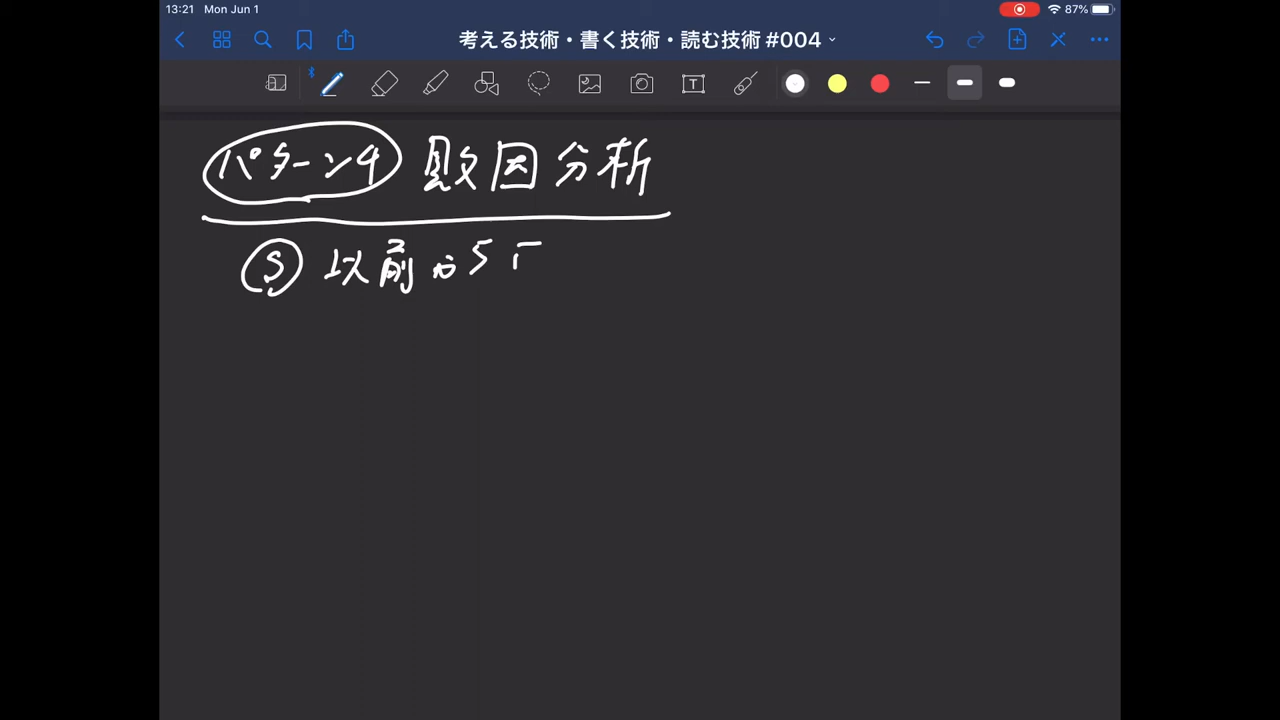 13:21 Mon Jun 1
87%
考える技術・書く技術・読む技術 #004
T
パターン4 敗因分析
S 以前から